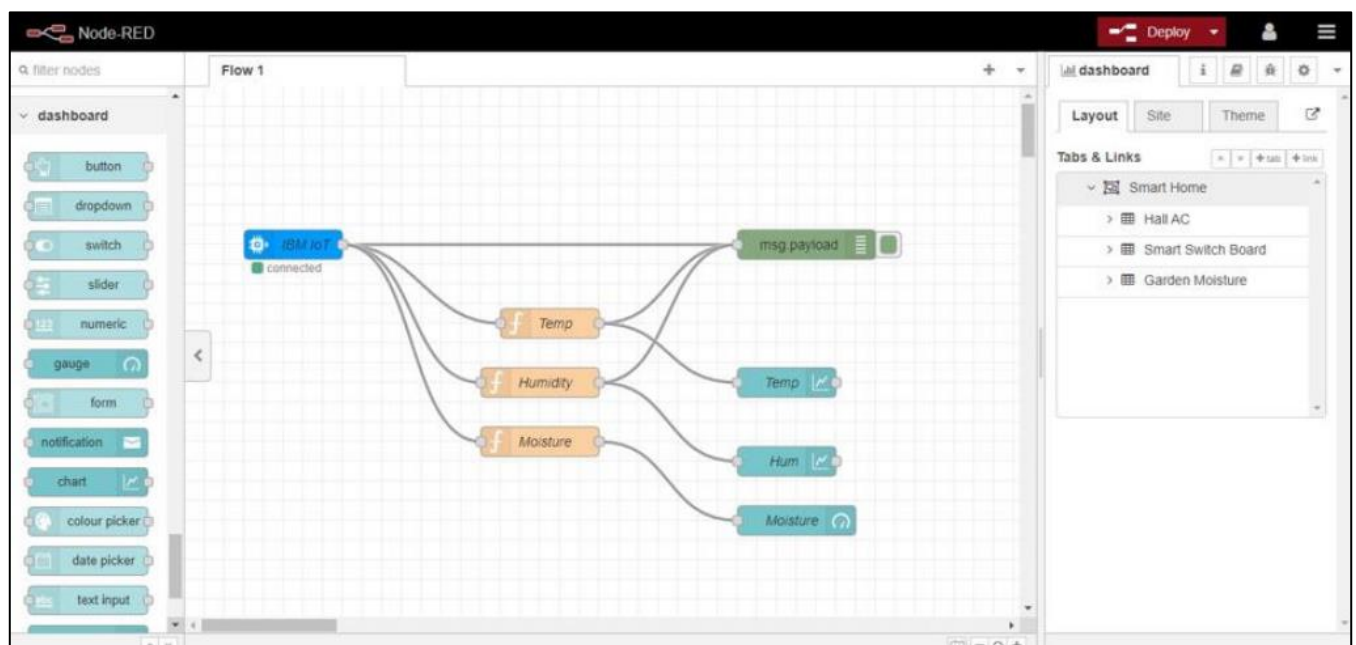 Node-RED
Deploy
filter nodes
Flow 1
dashboard
i
dashboard
Layout
Site
Theme
button
Tabs & Links
+ tab
+ link
dropdown
Smart Home
Hall AC
switch
IBM IoT
msg.payload
Smart Switch Board
connected
slider
Garden Moisture
numeric
f Temp
gauge
f Humidity
Temp
form
notification
f Moisture
chart
Hum
colour picker
Moisture
date picker
text input